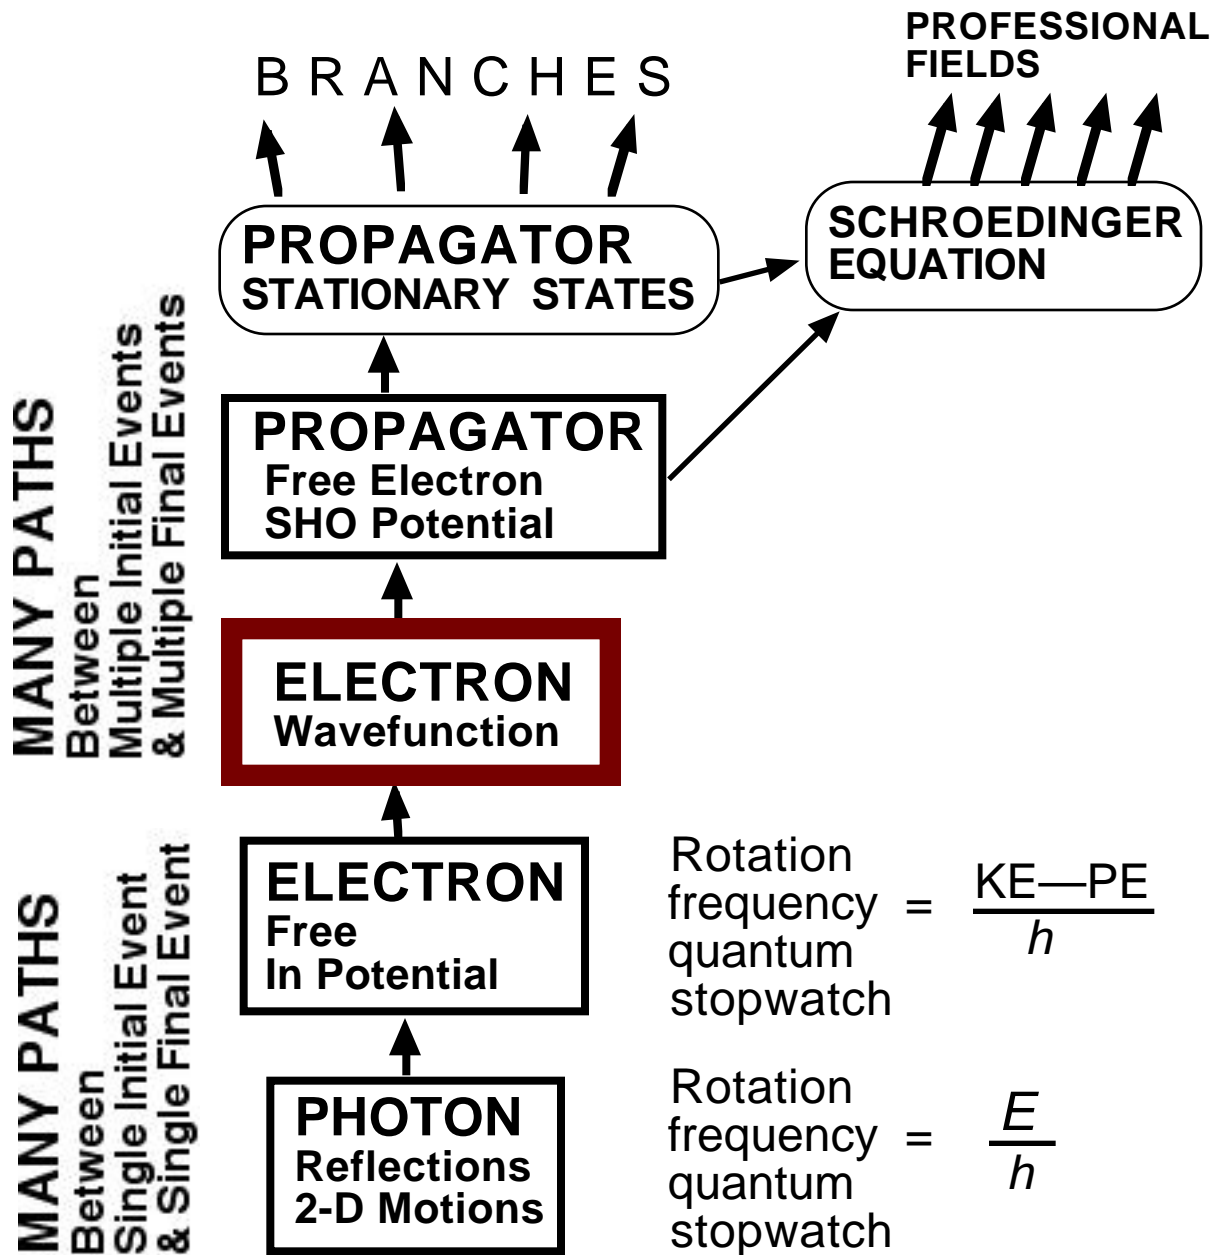 PROFESSIONAL
FIELDS
B R A N C H E S
SCHROEDINGER
EQUATION
PROPAGATOR
STATIONARY STATES
PROPAGATOR
Free Electron
SHO Potential
MANY PATHS
Between
Multiple Initial Events
& Multiple Final Events
ELECTRON
Wavefunction
ELECTRON
Free
In Potential
Rotation
frequency
quantum
stopwatch
= KE—PE
h
MANY PATHS
Between
Single Initial Event
& Single Final Event
PHOTON
Reflections
2-D Motions
Rotation
frequency
quantum
stopwatch
= E
h